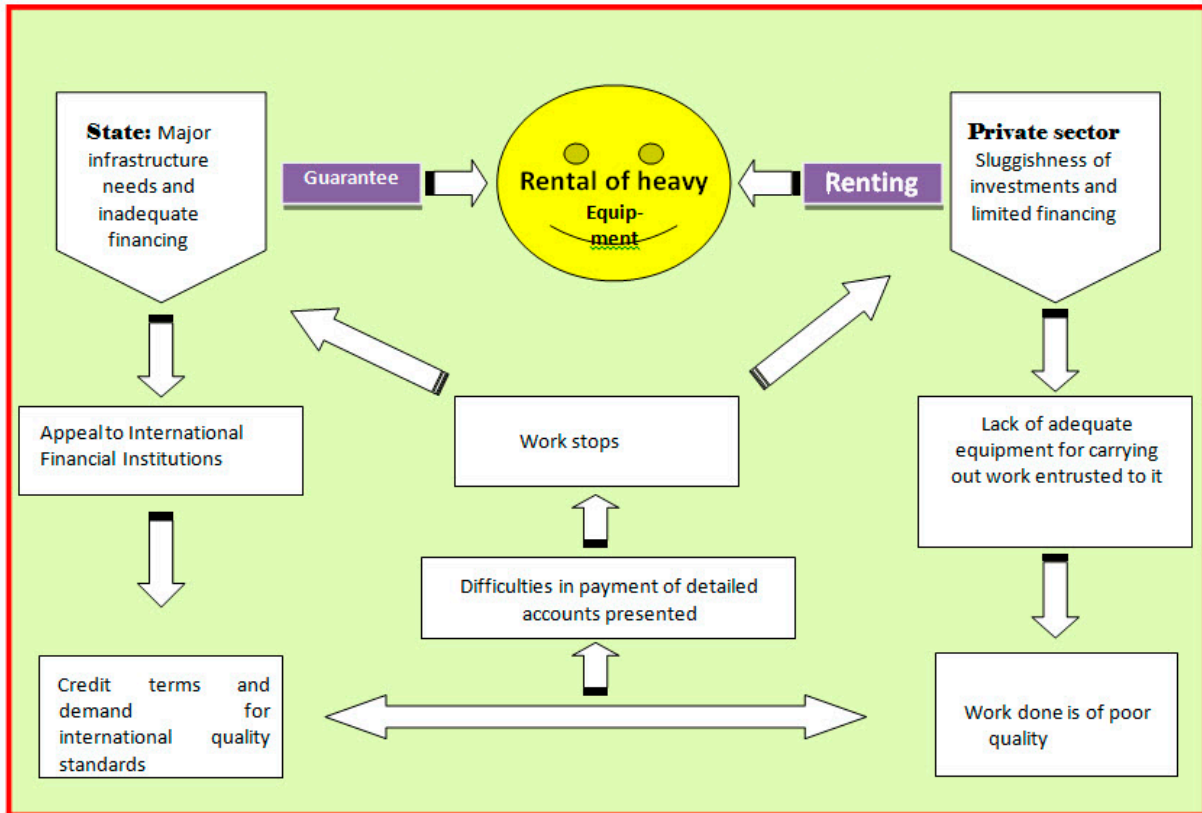 State: Major
infrastructure
needs and
inadequate
financing
Guarantee
Rental of heavy
Equip-
ment
Renting
Private sector
Sluggishness of
investments and
limited financing
Appeal to International
Financial Institutions
Work stops
Lack of adequate
equipment for carrying
out work entrusted to it
Difficulties in payment of detailed
accounts presented
Credit terms and
demand for
international quality
standards
Work done is of poor
quality